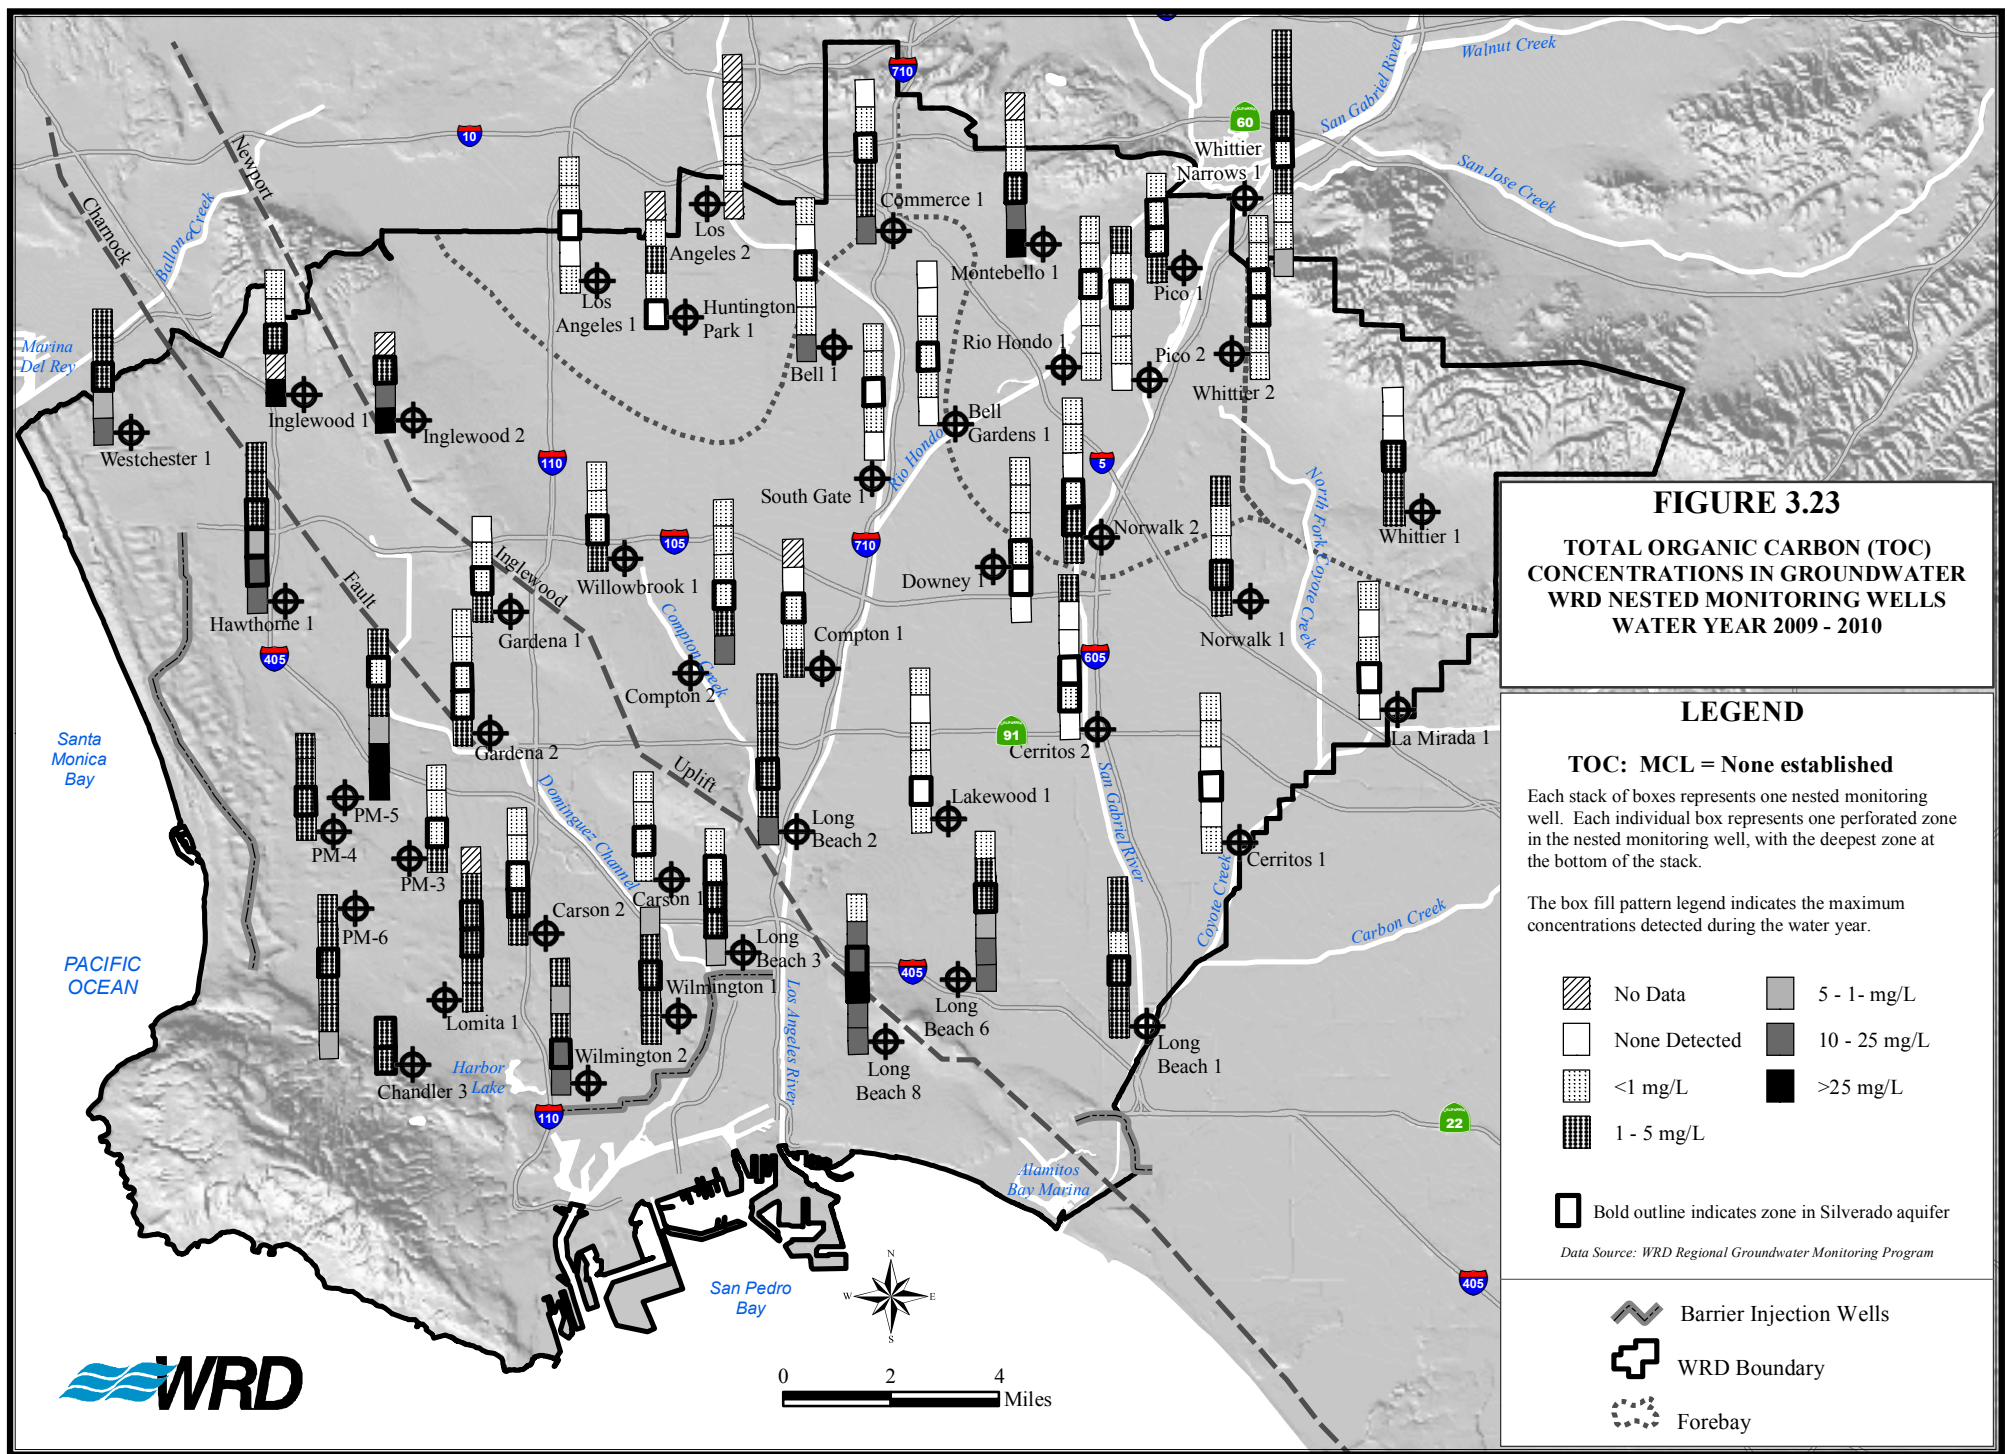 Walnut Creek
San Gabriel River
710
60
10
Whittier
Narrows 1
San Jose Creek
Newport
Charnock
Ballona Creek
Commerce 1
Los
Angeles 2
Montebello 1
Pico 1
Los
Angeles 1
Huntington
Park 1
Marina
Del Rey
Rio Hondo 1
Pico 2
Bell 1
Whittier 2
Inglewood 1
Inglewood 2
Bell
Gardens 1
Westchester 1
110
5
Rio Hondo
South Gate 1
North Fork Coyote Creek
Whittier 1
Norwalk 2
105
710
Inglewood
Fault
Willowbrook 1
Downey 1
Hawthorne 1
Gardena 1
Compton Creek
Compton 1
Norwalk 1
405
605
Compton 2
91
Cerritos 2
La Mirada 1
Santa
Monica
Bay
Gardena 2
Uplift
Dominguez Channel
San Gabriel River
Lakewood 1
PM-5
Long
Beach 2
PM-4
PM-3
Cerritos 1
Carson 1
Carson 2
Coyote Creek
Carbon Creek
PM-6
Long
Beach 3
405
PACIFIC
OCEAN
Wilmington 1
Los Angeles River
Long
Beach 6
Lomita 1
Wilmington 2
Long
Beach 1
Harbor
Lake
Chandler 3
Long
Beach 8
110
22
Alamitos
Bay Marina
San Pedro
Bay
405
N
W
E
S
0 2 4
Miles
WRD
FIGURE 3.23
TOTAL ORGANIC CARBON (TOC)
CONCENTRATIONS IN GROUNDWATER
WRD NESTED MONITORING WELLS
WATER YEAR 2009 - 2010
LEGEND
TOC: MCL = None established
Each stack of boxes represents one nested monitoring
well. Each individual box represents one perforated zone
in the nested monitoring well, with the deepest zone at
the bottom of the stack.
The box fill pattern legend indicates the maximum
concentrations detected during the water year.
No Data
5 - 1- mg/L
None Detected
10 - 25 mg/L
<1 mg/L
>25 mg/L
1 - 5 mg/L
Bold outline indicates zone in Silverado aquifer
Data Source: WRD Regional Groundwater Monitoring Program
Barrier Injection Wells
WRD Boundary
Forebay